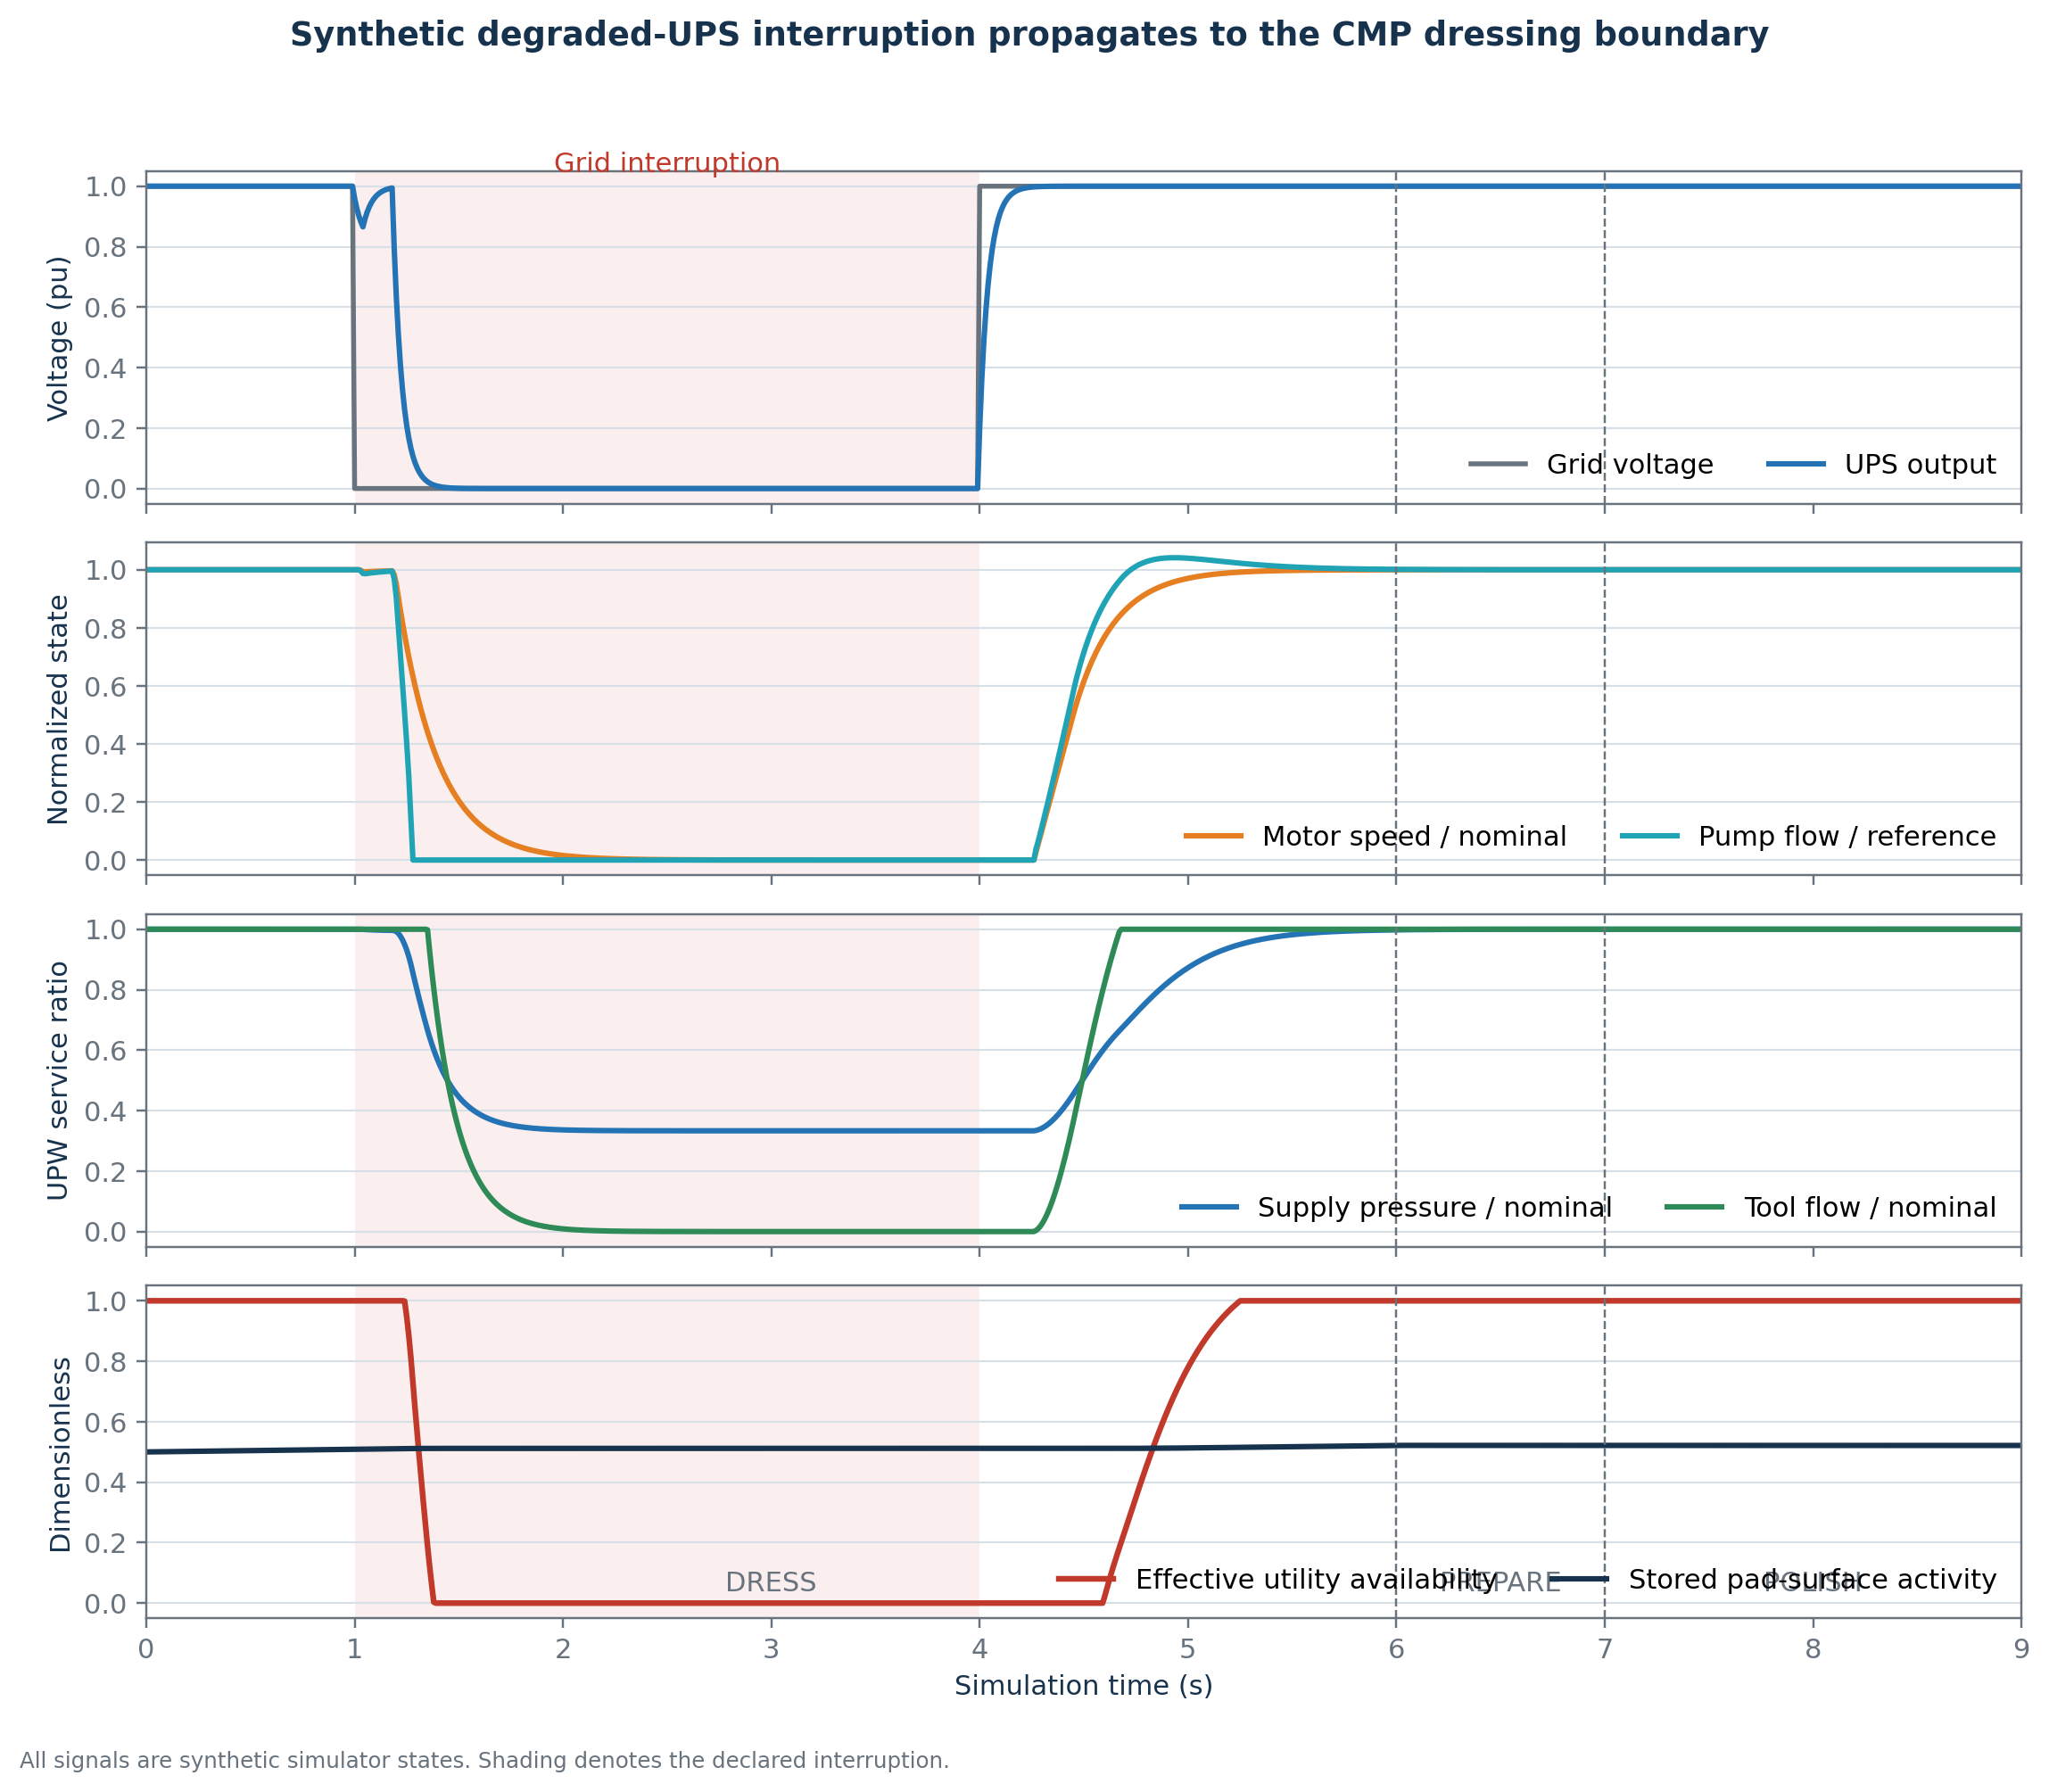 Synthetic degraded-UPS interruption propagates to the CMP dressing boundary
Grid interruption
Voltage (pu)
1.0
0.8
0.6
0.4
0.2
0.0
Grid voltage
UPS output
Normalized state
1.0
0.8
0.6
0.4
0.2
0.0
Motor speed / nominal
Pump flow / reference
UPW service ratio
1.0
0.8
0.6
0.4
0.2
0.0
Supply pressure / nominal
Tool flow / nominal
Dimensionless
1.0
0.8
0.6
0.4
0.2
0.0
DRESS
Effective utility availability
PREPARE
Stored pad-surface activity
POLISH
0 1 2 3 4 5 6 7 8 9
Simulation time (s)
All signals are synthetic simulator states. Shading denotes the declared interruption.